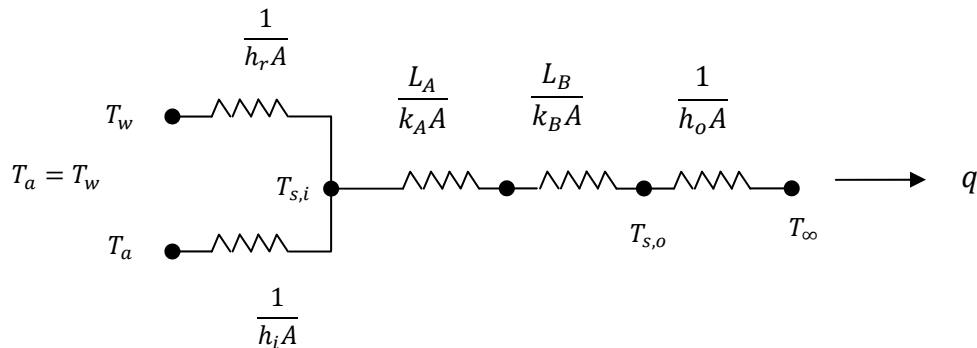 1
h_r A
T_w
L_A
k_A A
L_B
k_B A
1
h_o A
T_a = T_w
T_{s,i}
q
T_a
T_{s,o}
T_∞
1
h_i A